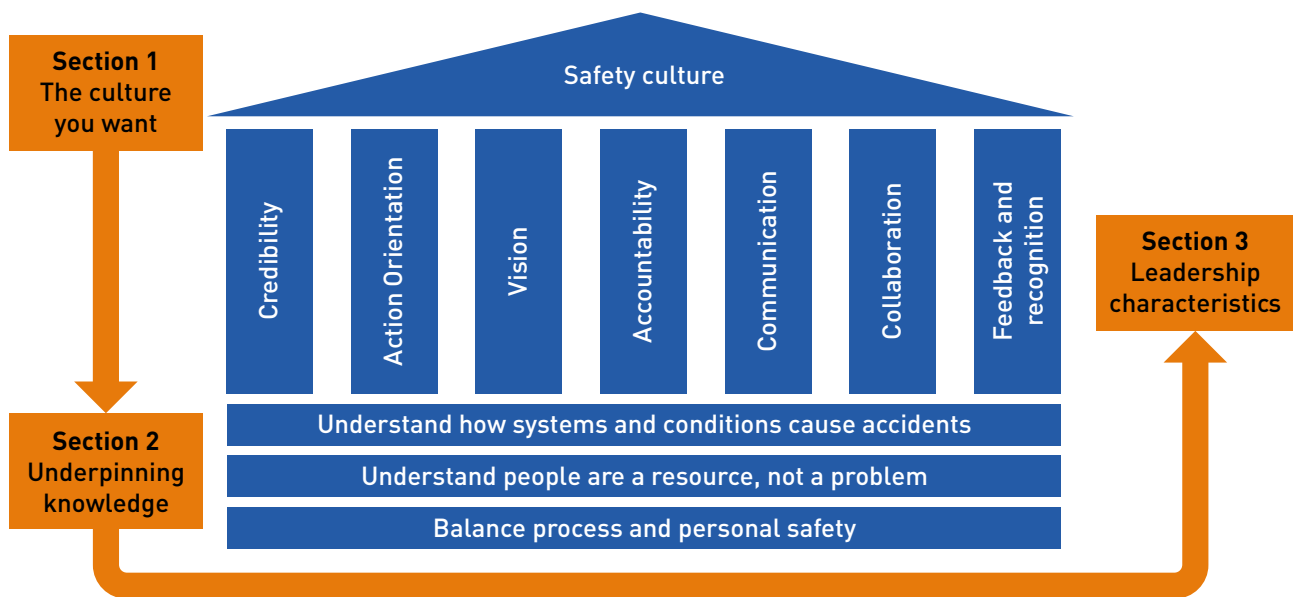 Section 1
The culture
you want
Safety culture
Credibility
Action Orientation
Vision
Accountability
Communication
Collaboration
Feedback and
recognition
Section 3
Leadership
characteristics
Understand how systems and conditions cause accidents
Section 2
Underpinning
knowledge
Understand people are a resource, not a problem
Balance process and personal safety